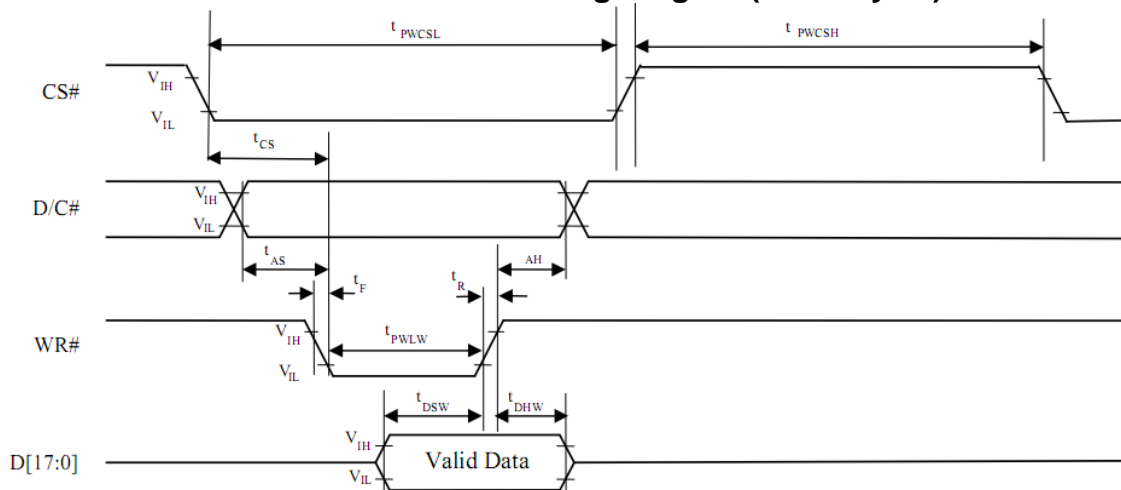 t PWCSL t PWCSH
CS# V IH
V IL
t CS
D/C# V IH
V IL
t AS t F t R AH
WR# V IH t PWLW
V IL
t DSW t DHW
D[17:0] V IH Valid Data
V IL